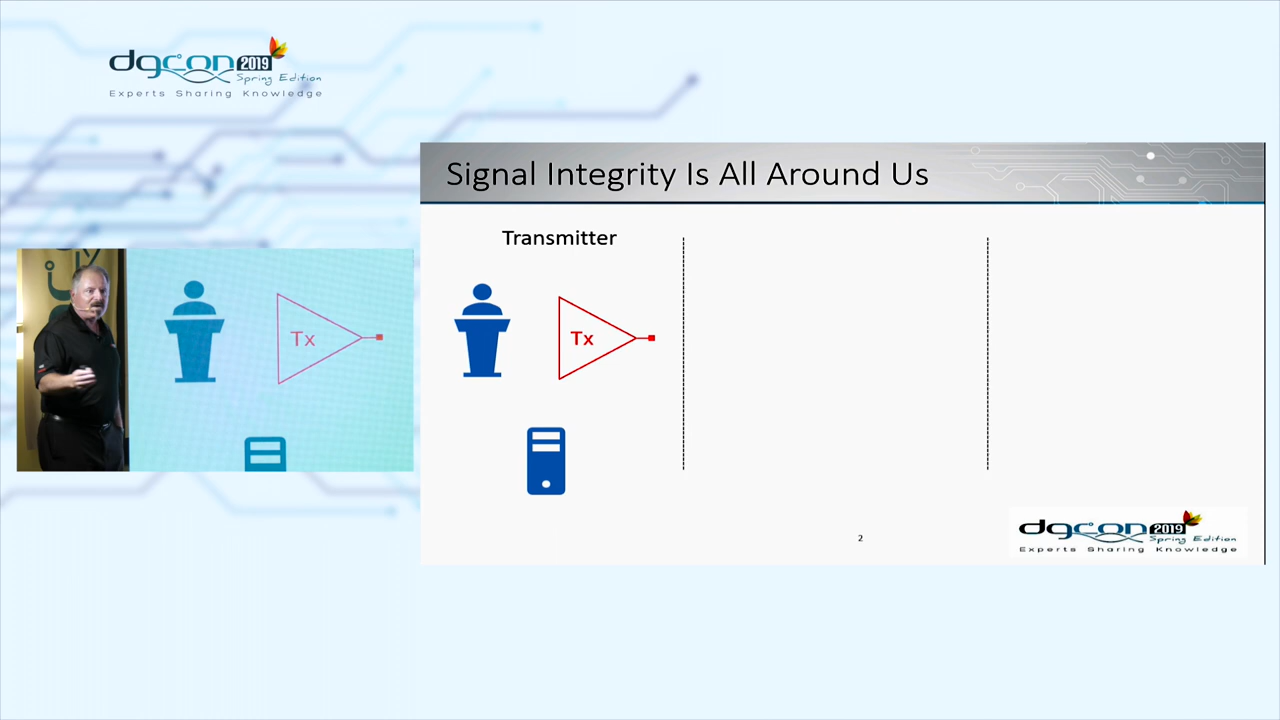 dgcon 2019
Spring Edition
Experts Sharing Knowledge
Signal Integrity Is All Around Us
Transmitter
Tx
Tx
2
dgcon 2019
Spring Edition
Experts Sharing Knowledge